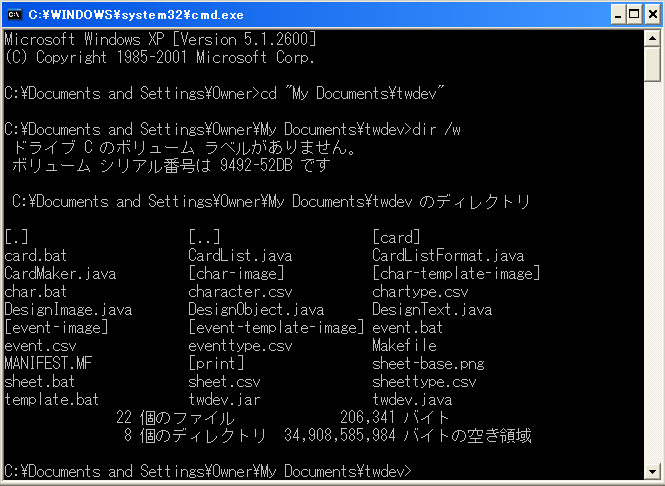 C:¥WINDOWS¥system32¥cmd.exe
Microsoft Windows XP [Version 5.1.2600]
(C) Copyright 1985-2001 Microsoft Corp.
C:¥Documents and Settings¥Owner>cd "My Documents¥twdev"
C:¥Documents and Settings¥Owner¥My Documents¥twdev>dir /w
ドライブ C のボリューム ラベルがありません。
ボリューム シリアル番号は 9492-52DB です
C:¥Documents and Settings¥Owner¥My Documents¥twdev のディレクトリ
[.] [..] [card]
card.bat CardList.java CardListFormat.java
CardMaker.java [char-image] [char-template-image]
char.bat character.csv chartype.csv
DesignImage.java DesignObject.java DesignText.java
[event-image] [event-template-image] event.bat
event.csv eventtype.csv Makefile
MANIFEST.MF [print] sheet-base.png
sheet.bat sheet.csv sheettype.csv
template.bat twdev.jar twdev.java
22 個のファイル 206,341 バイト
8 個のディレクトリ 34,908,585,984 バイトの空き領域
C:¥Documents and Settings¥Owner¥My Documents¥twdev>